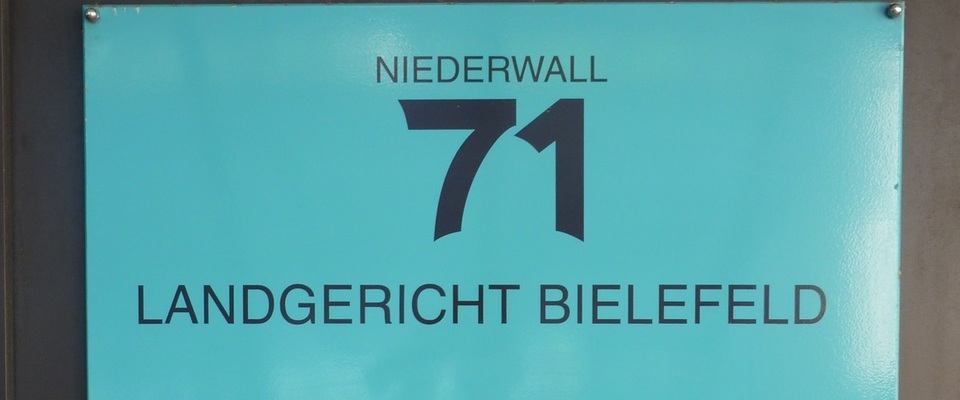 NIEDERWALL
71
LANDGERICHT BIELEFELD